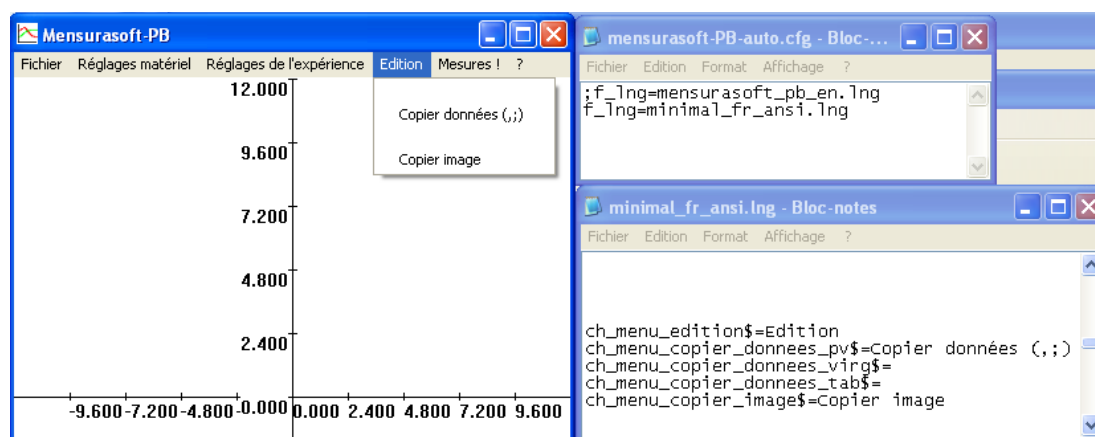 Mensurasoft-PB
Fichier Réglages matériel Réglages de l'expérience Edition Mesures ! ?
Copier données (,;)
Copier image
12.000
9.600
7.200
4.800
2.400
-9.600 -7.200 -4.800 -0.000 0.000 2.400 4.800 7.200 9.600
mensurasoft-PB-auto.cfg - Bloc-...
Fichier Edition Format Affichage ?
;f_lng=mensurasoft_pb_en.lng
f_lng=minimal_fr_ansi.lng
minimal_fr_ansi.lng - Bloc-notes
Fichier Edition Format Affichage ?
ch_menu_edition$=Edition
ch_menu_copier_donnees_pv$=Copier données (,;)
ch_menu_copier_donnees_virg$=
ch_menu_copier_donnees_tab$=
ch_menu_copier_image$=Copier image